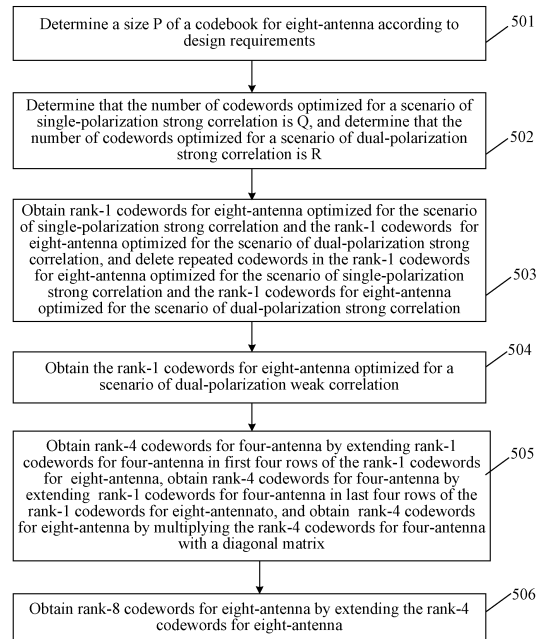 Determine a size P of a codebook for eight-antenna according to
design requirements
501
Determine that the number of codewords optimized for a scenario of
single-polarization strong correlation is Q, and determine that the
number of codewords optimized for a scenario of dual-polarization
strong correlation is R
502
Obtain rank-1 codewords for eight-antenna optimized for the scenario
of single-polarization strong correlation and the rank-1 codewords for
eight-antenna optimized for the scenario of dual-polarization strong
correlation, and delete repeated codewords in the rank-1 codewords
for eight-antenna optimized for the scenario of single-polarization
strong correlation and the rank-1 codewords for eight-antenna
optimized for the scenario of dual-polarization strong correlation
503
Obtain the rank-1 codewords for eight-antenna optimized for a
scenario of dual-polarization weak correlation
504
Obtain rank-4 codewords for four-antenna by extending rank-1
codewords for four-antenna in first four rows of the rank-1 codewords
for eight-antenna, obtain rank-4 codewords for four-antenna by
extending rank-1 codewords for four-antenna in last four rows of the
rank-1 codewords for eight-antennato, and obtain rank-4 codewords
for eight-antenna by multiplying the rank-4 codewords for four-antenna
with a diagonal matrix
505
Obtain rank-8 codewords for eight-antenna by extending the rank-4
codewords for eight-antenna
506